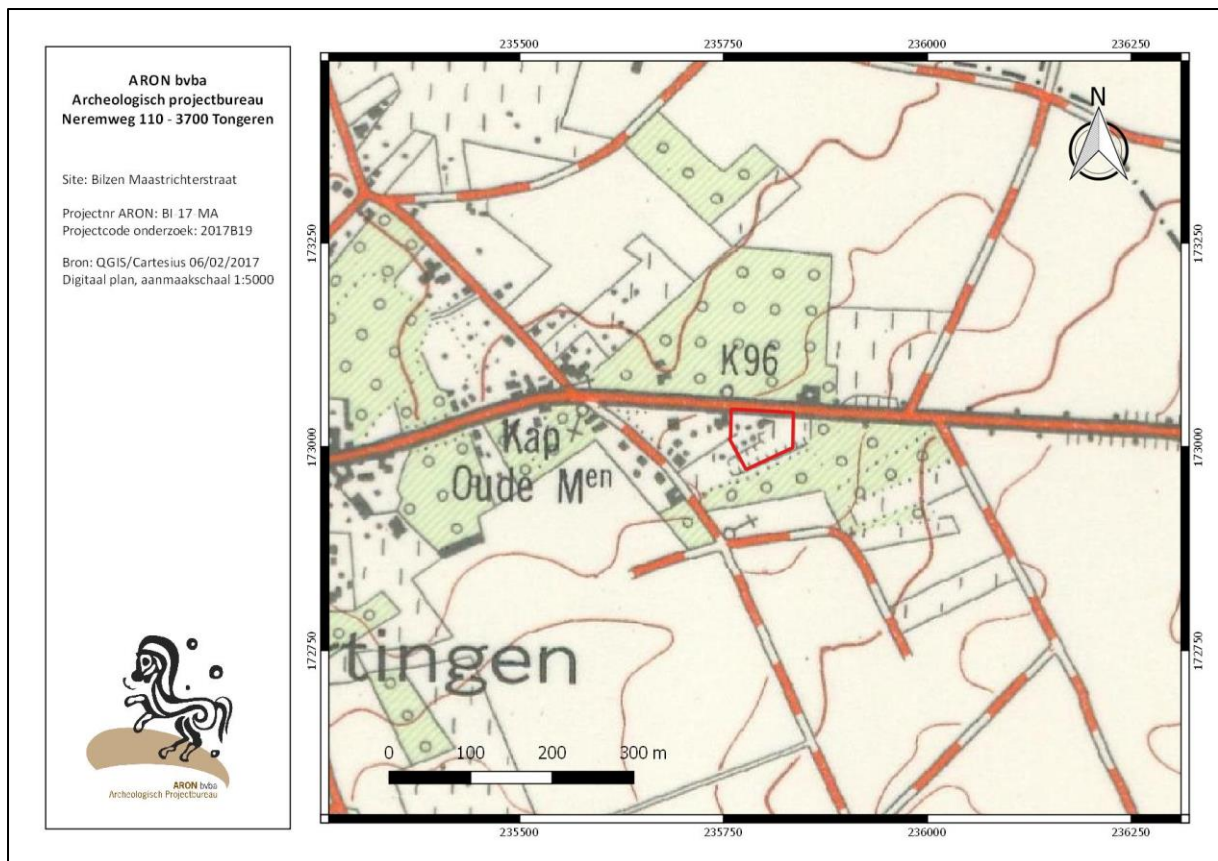 ARON bvba
Archeologisch projectbureau
Neremweg 110 - 3700 Tongeren
Site: Bilzen Maastrichterstraat
Projectnr ARON: BI 17 MA
Projectcode onderzoek: 2017B19
Bron: QGIS/Cartesius 06/02/2017
Digitaal plan, aanmaakschaal 1:5000
ARON bvba
Archeologisch Projectbureau
235500 235750 236000 236250
N
173250 173250
K96
173000 173000
Kap
Oude Men
172750 172750
tingen
0 100 200 300 m
235500 235750 236000 236250